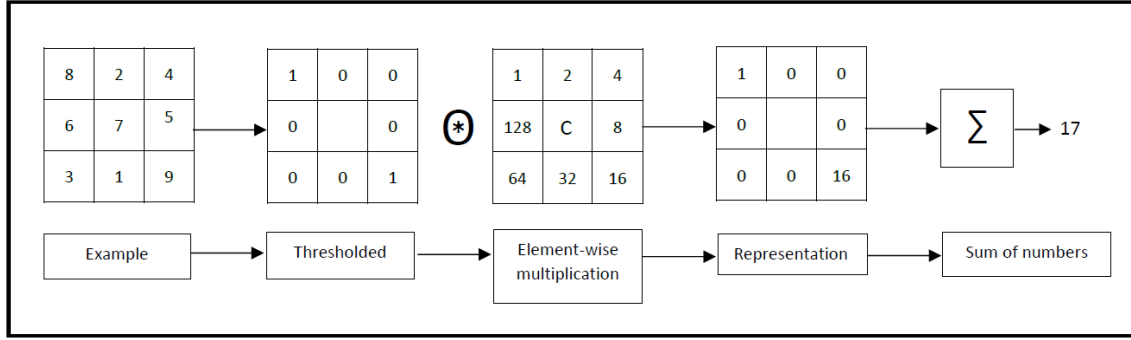 8 2 4 1 0 0 1 2 4 1 0 0
6 7 5 0 0 ⊛ 128 C 8 0 0 ∑ 17
3 1 9 0 0 1 64 32 16 0 0 16
Example Thresholded Element-wise Representation Sum of numbers
multiplication